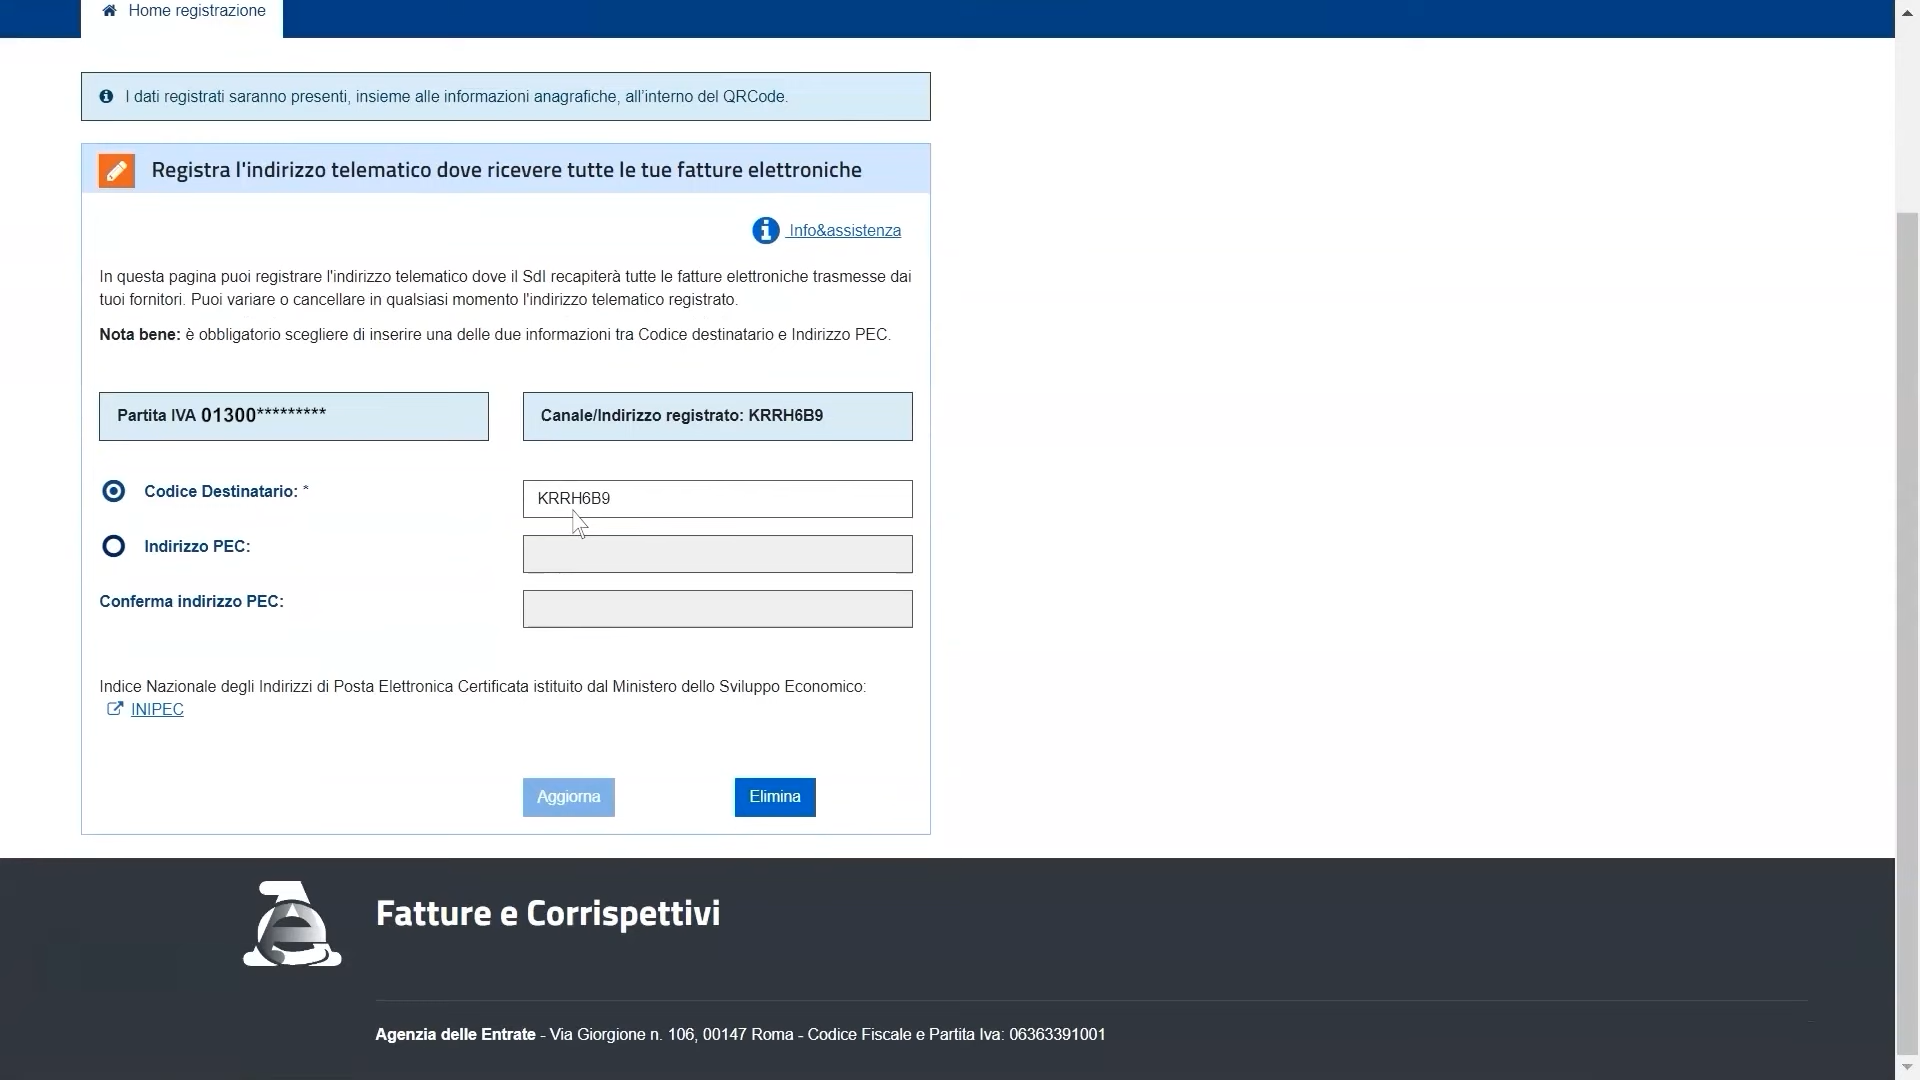 Home registrazione
I dati registrati saranno presenti, insieme alle informazioni anagrafiche, all'interno del QRCode.
Registra l'indirizzo telematico dove ricevere tutte le tue fatture elettroniche
Info&assistenza
In questa pagina puoi registrare l'indirizzo telematico dove il SdI recapiterà tutte le fatture elettroniche trasmesse dai
tuoi fornitori. Puoi variare o cancellare in qualsiasi momento l'indirizzo telematico registrato.
Nota bene: è obbligatorio scegliere di inserire una delle due informazioni tra Codice destinatario e Indirizzo PEC.
Partita IVA 01300*********
Canale/Indirizzo registrato: KRRH6B9
Codice Destinatario: *
KRRH6B9
Indirizzo PEC:
Conferma indirizzo PEC:
Indice Nazionale degli Indirizzi di Posta Elettronica Certificata istituito dal Ministero dello Sviluppo Economico:
INIPEC
Aggiorna
Elimina
Fatture e Corrispettivi
Agenzia delle Entrate - Via Giorgione n. 106, 00147 Roma - Codice Fiscale e Partita Iva: 06363391001